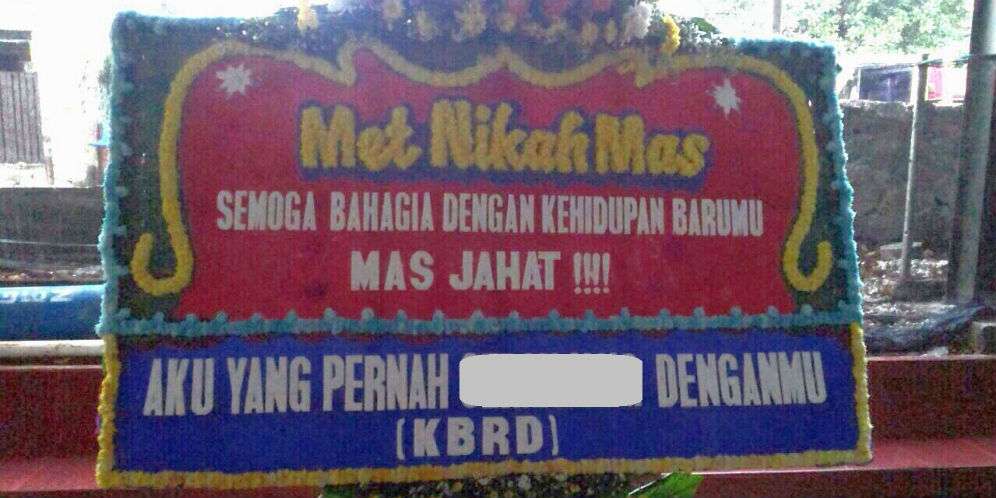 Met Nikah Mas
SEMOGA BAHAGIA DENGAN KEHIDUPAN BARUMU
MAS JAHAT !!!!
AKU YANG PERNAH DENGANMU
(KBRD)